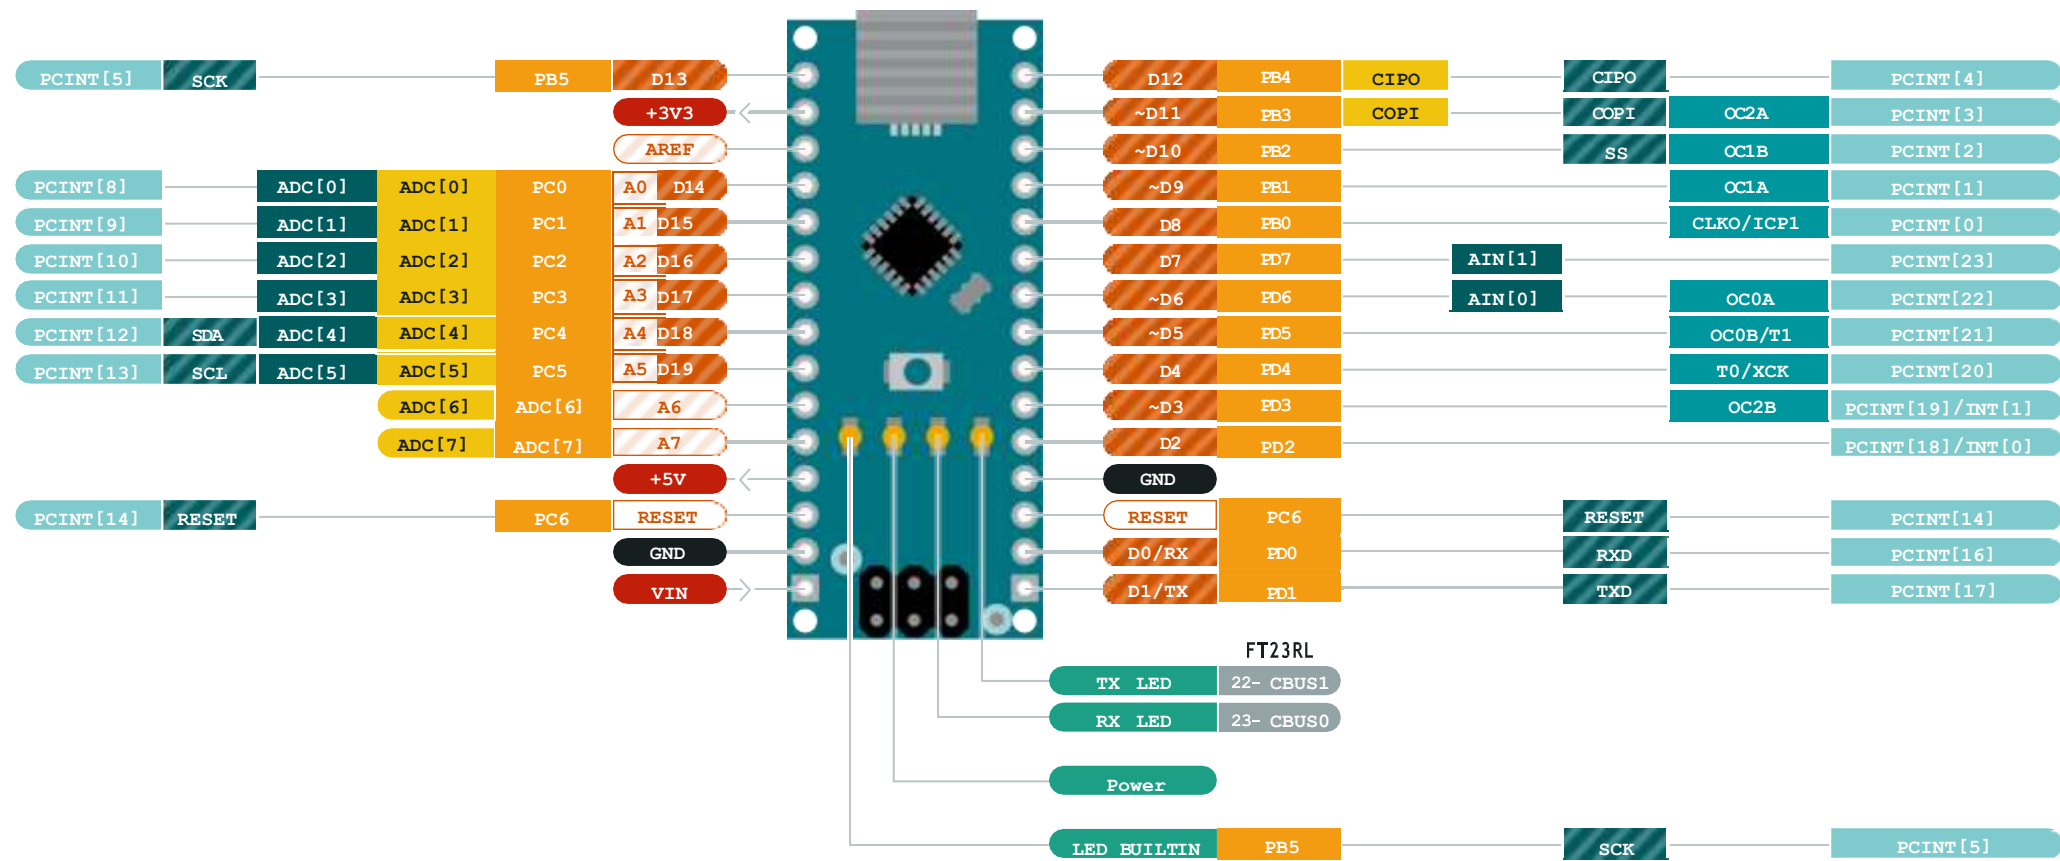 PCINT[5] SCK PB5 D13 D12 PB4 CIPO CIPO PCINT[4]
+3V3 ~D11 PB3 COPI COPI OC2A PCINT[3]
AREF ~D10 PB2 SS OC1B PCINT[2]
PCINT[8] ADC[0] ADC[0] PC0 A0 D14 ~D9 PB1 OC1A PCINT[1]
PCINT[9] ADC[1] ADC[1] PC1 A1 D15 D8 PB0 CLKO/ICP1 PCINT[0]
PCINT[10] ADC[2] ADC[2] PC2 A2 D16 D7 PD7 AIN[1] PCINT[23]
PCINT[11] ADC[3] ADC[3] PC3 A3 D17 ~D6 PD6 AIN[0] OC0A PCINT[22]
PCINT[12] SDA ADC[4] ADC[4] PC4 A4 D18 ~D5 PD5 OC0B/T1 PCINT[21]
PCINT[13] SCL ADC[5] ADC[5] PC5 A5 D19 D4 PD4 T0/XCK PCINT[20]
ADC[6] ADC[6] A6 ~D3 PD3 OC2B PCINT[19]/INT[1]
ADC[7] ADC[7] A7 D2 PD2 PCINT[18]/INT[0]
+5V GND
PCINT[14] RESET PC6 RESET RESET PC6 RESET PCINT[14]
GND D0/RX PD0 RXD PCINT[16]
VIN D1/TX PD1 TXD PCINT[17]
FT23RL
TX LED 22- CBUS1
RX LED 23- CBUS0
Power
LED BUILTIN PB5 SCK PCINT[5]